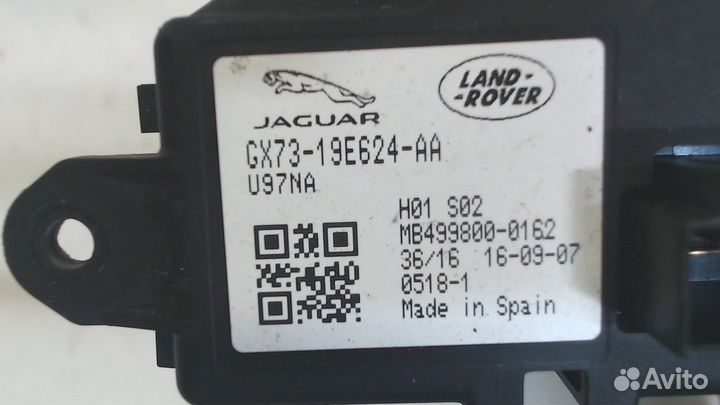 JAGUAR
LAND-
-ROVER
GX73-19E624-AA
U97NA
H01 S02
MB499800-0162
36/16 16-09-07
0518-1
Made in Spain
Avito